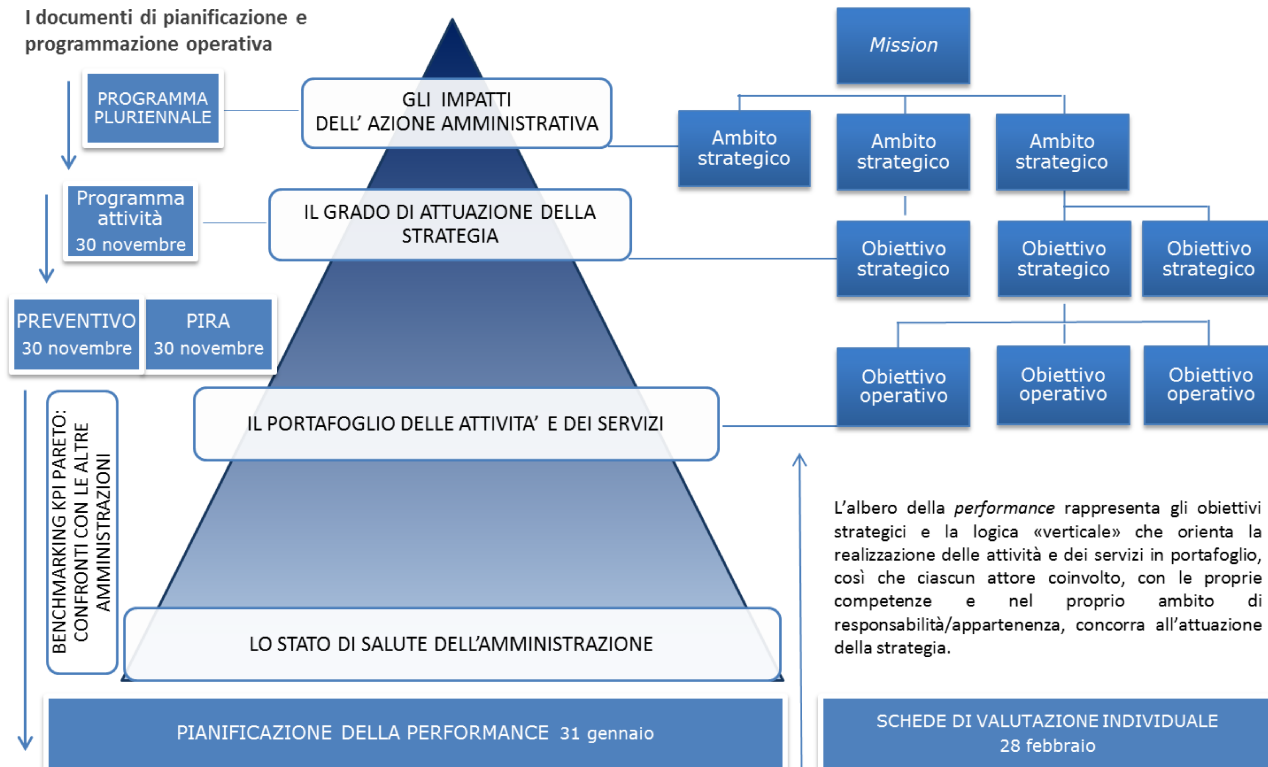 I documenti di pianificazione e
programmazione operativa
PROGRAMMA
PLURIENNALE
Programma
attività
30 novembre
PREVENTIVO
30 novembre
PIRA
30 novembre
BENCHMARKING KPI PARETO:
CONFRONTI CON LE ALTRE
AMMINISTRAZIONI
GLI IMPATTI
DELL' AZIONE AMMINISTRATIVA
IL GRADO DI ATTUAZIONE DELLA
STRATEGIA
IL PORTAFOGLIO DELLE ATTIVITA' E DEI SERVIZI
LO STATO DI SALUTE DELL'AMMINISTRAZIONE
PIANIFICAZIONE DELLA PERFORMANCE 31 gennaio
Mission
Ambito
strategico
Ambito
strategico
Ambito
strategico
Obiettivo
strategico
Obiettivo
strategico
Obiettivo
strategico
Obiettivo
operativo
Obiettivo
operativo
Obiettivo
operativo
L'albero della performance rappresenta gli obiettivi
strategici e la logica «verticale» che orienta la
realizzazione delle attività e dei servizi in portafoglio,
così che ciascun attore coinvolto, con le proprie
competenze e nel proprio ambito di
responsabilità/appartenenza, concorra all'attuazione
della strategia.
SCHEDE DI VALUTAZIONE INDIVIDUALE
28 febbraio